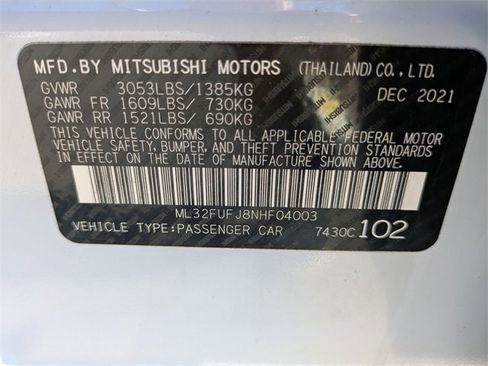 MFD.BY MITSUBISHI MOTORS (THAILAND) CO., LTD.
GVWR 3053LBS/1385KG DEC 2021
GAWR FR 1609LBS/ 730KG
GAWR RR 1521LBS/ 690KG
THIS VEHICLE CONFORMS TO ALL APPLICABLE FEDERAL MOTOR
VEHICLE SAFETY, BUMPER, AND THEFT PREVENTION STANDARDS
IN EFFECT ON THE DATE OF MANUFACTURE SHOWN ABOVE.
ML32FUFJ8NHF04003
VEHICLE TYPE:PASSENGER CAR 7430C 102